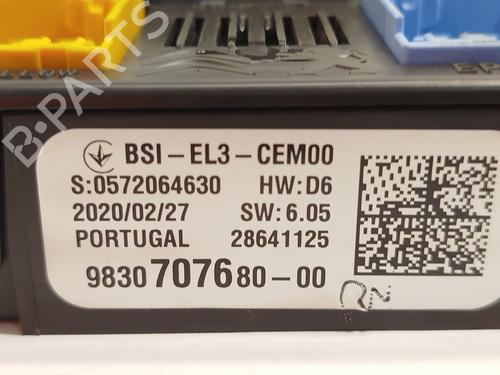 BSI-EL3-CEM00
S:0572064630 HW:D6
2020/02/27 SW:6.05
PORTUGAL 28641125
9830707680-00
B-PARTS